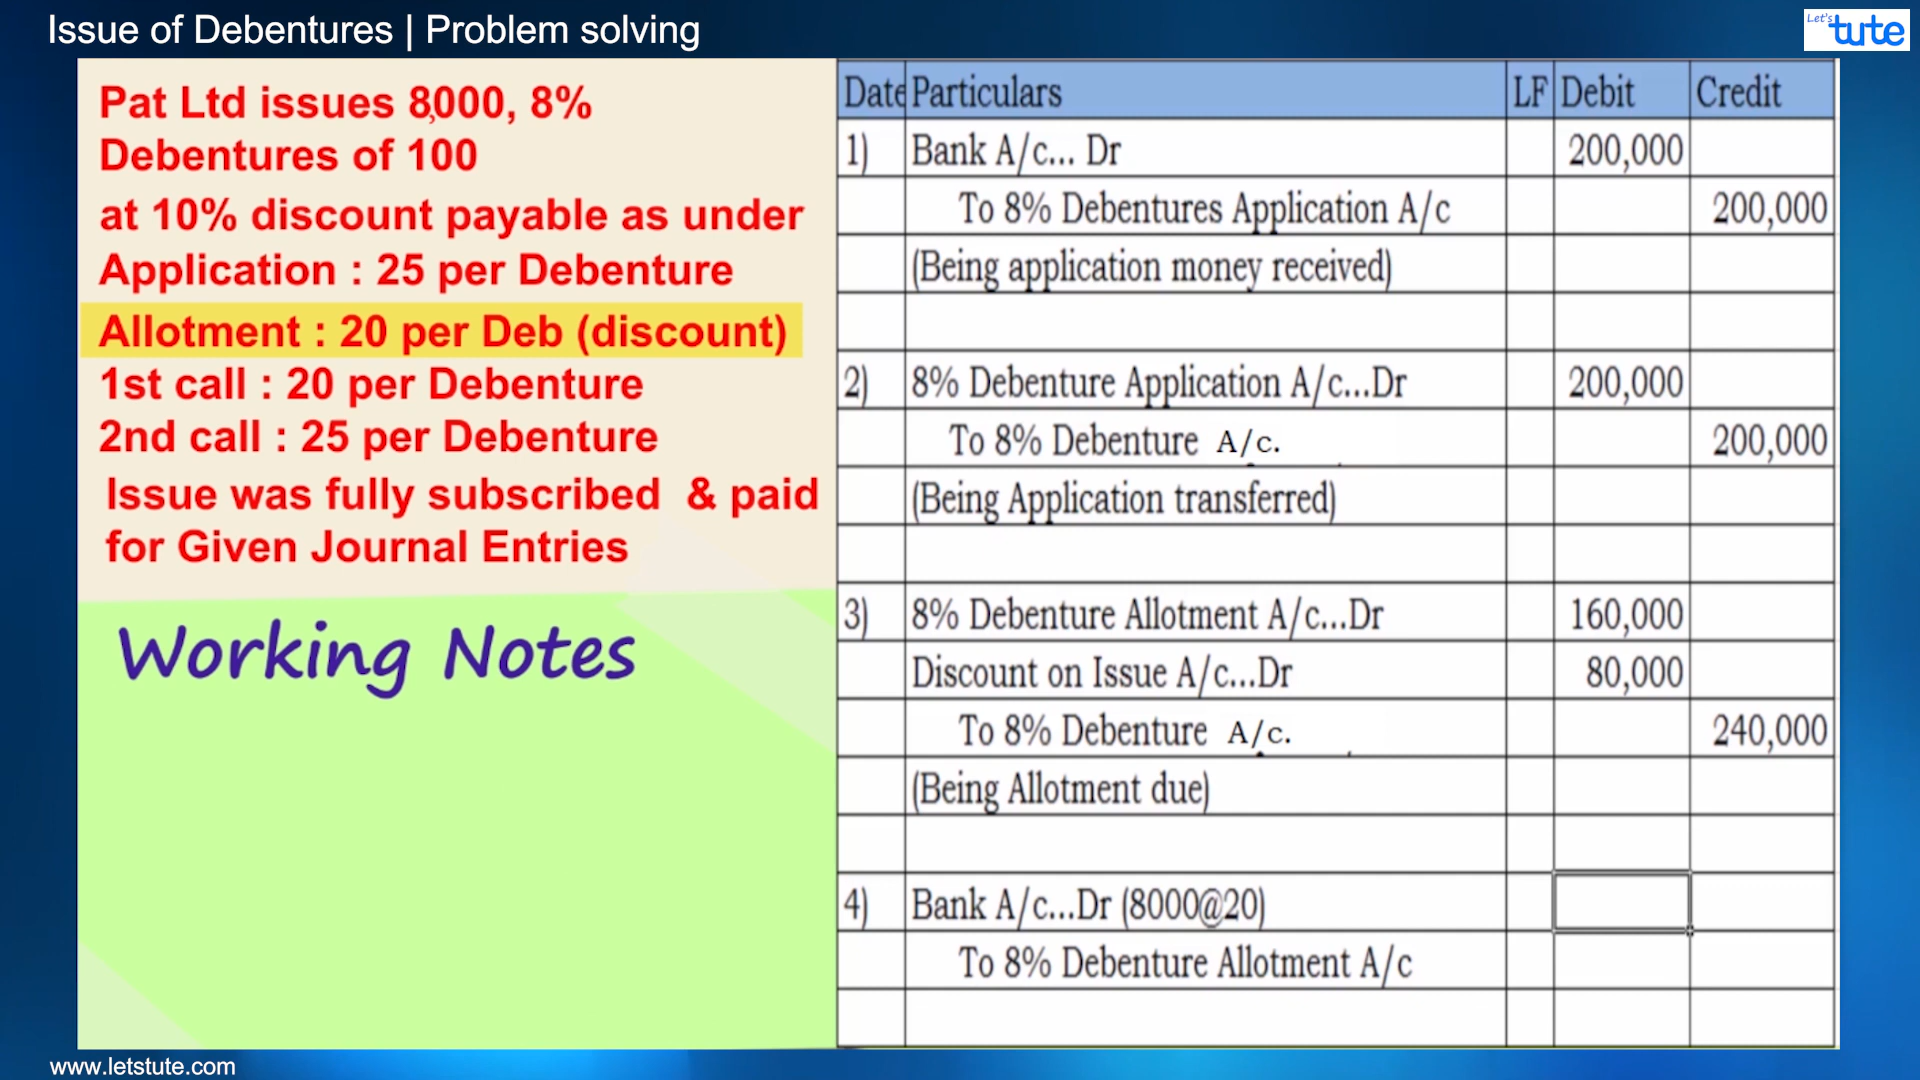 Issue of Debentures | Problem solving
Let's tute
Pat Ltd issues 8,000, 8%
Debentures of 100
at 10% discount payable as under
Application : 25 per Debenture
Allotment : 20 per Deb (discount)
1st call : 20 per Debenture
2nd call : 25 per Debenture
Issue was fully subscribed & paid
for Given Journal Entries
Working Notes
Date Particulars LF Debit Credit
1) Bank A/c... Dr 200,000
To 8% Debentures Application A/c 200,000
(Being application money received)
2) 8% Debenture Application A/c...Dr 200,000
To 8% Debenture A/c. 200,000
(Being Application transferred)
3) 8% Debenture Allotment A/c...Dr 160,000
Discount on Issue A/c...Dr 80,000
To 8% Debenture A/c. 240,000
(Being Allotment due)
4) Bank A/c...Dr (8000@20)
To 8% Debenture Allotment A/c
www.letstute.com